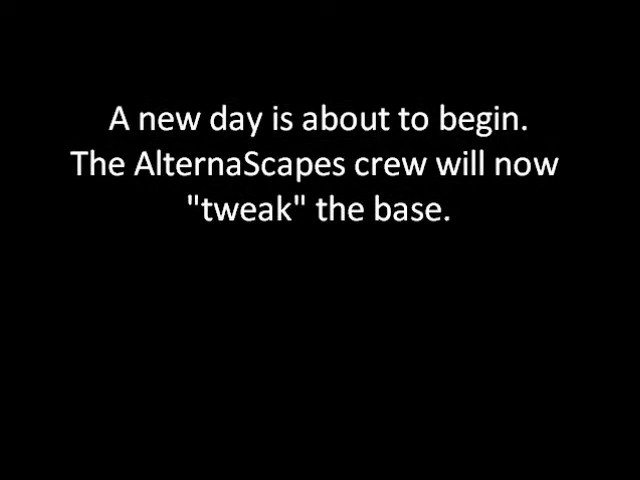 A new day is about to begin.
The AlternaScapes crew will now
"tweak" the base.